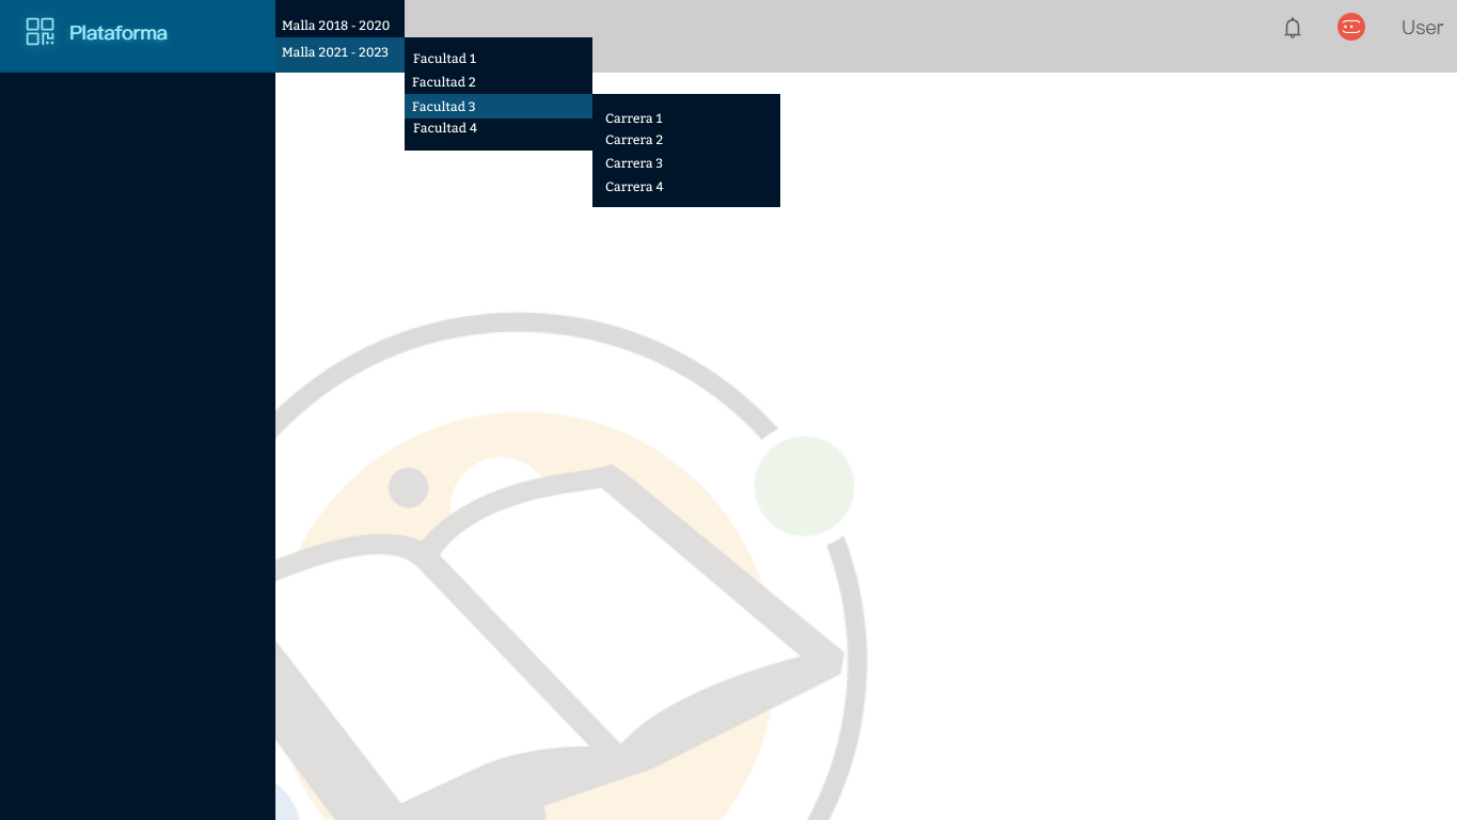 Plataforma
Malla 2018 - 2020
Malla 2021 - 2023
User
Facultad 1
Facultad 2
Facultad 3
Facultad 4
Carrera 1
Carrera 2
Carrera 3
Carrera 4